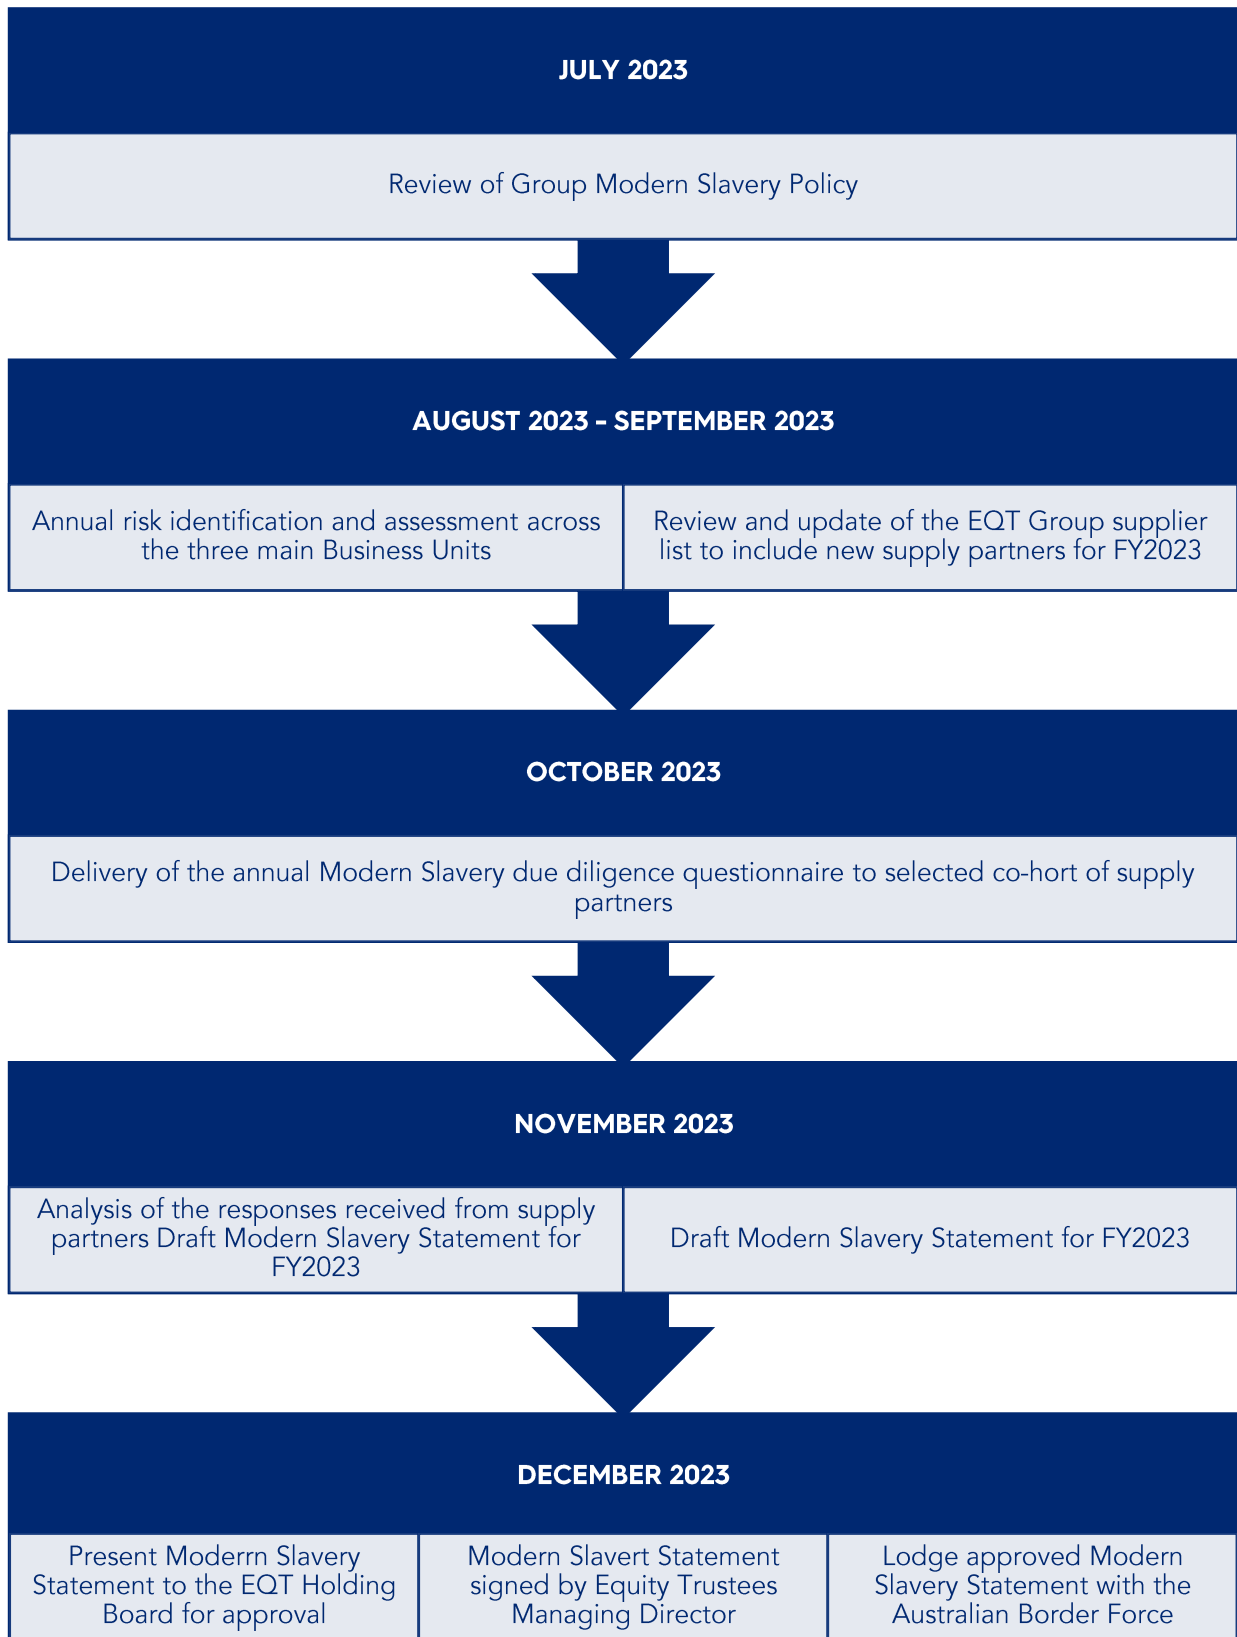 JULY 2023
Review of Group Modern Slavery Policy
AUGUST 2023 - SEPTEMBER 2023
Annual risk identification and assessment across
the three main Business Units
Review and update of the EQT Group supplier
list to include new supply partners for FY2023
OCTOBER 2023
Delivery of the annual Modern Slavery due diligence questionnaire to selected co-hort of supply
partners
NOVEMBER 2023
Analysis of the responses received from supply
partners Draft Modern Slavery Statement for
FY2023
Draft Modern Slavery Statement for FY2023
DECEMBER 2023
Present Moderrn Slavery
Statement to the EQT Holding
Board for approval
Modern Slavert Statement
signed by Equity Trustees
Managing Director
Lodge approved Modern
Slavery Statement with the
Australian Border Force